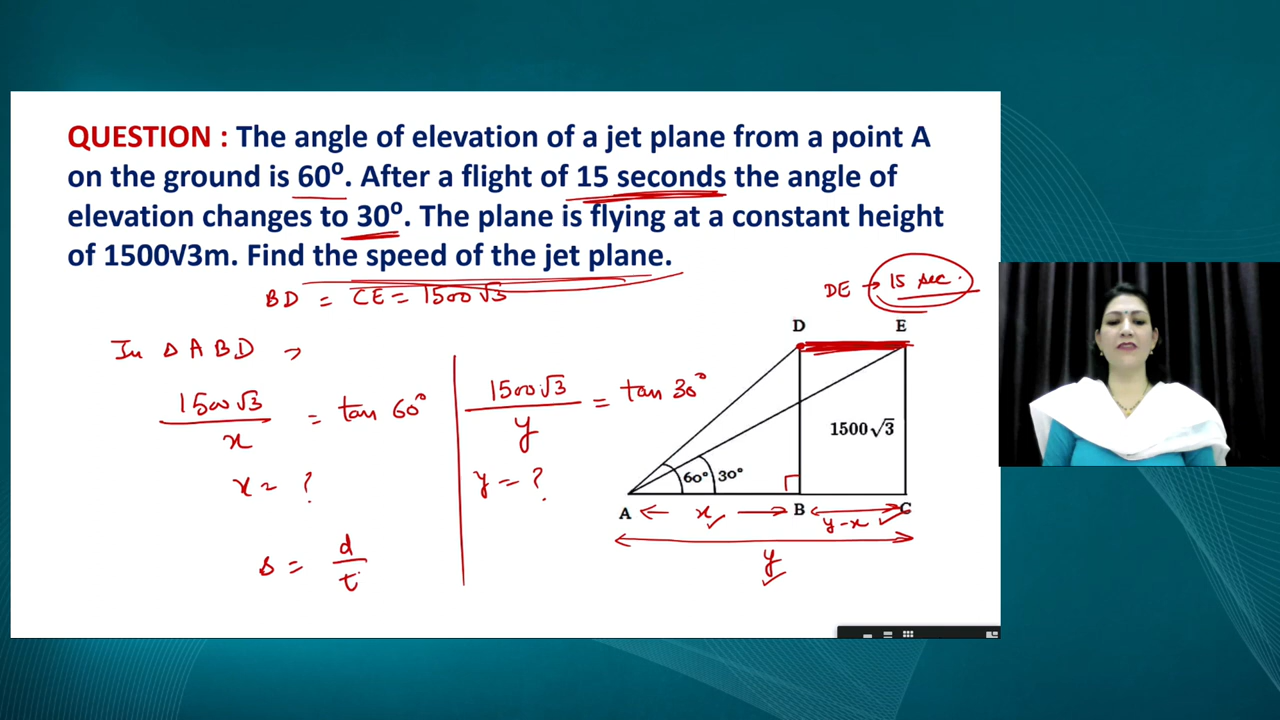 QUESTION : The angle of elevation of a jet plane from a point A
on the ground is 60⁰. After a flight of 15 seconds the angle of
elevation changes to 30⁰. The plane is flying at a constant height
of 1500√3m. Find the speed of the jet plane.
BD = CE = 1500√3
DE → 15 sec.
D E
In Δ ABD →
1500√3 / x = tan 60°
1500√3 / y = tan 30°
1500√3
x = ?
y = ?
60° 30°
A x B y-x C
y
s = d / t